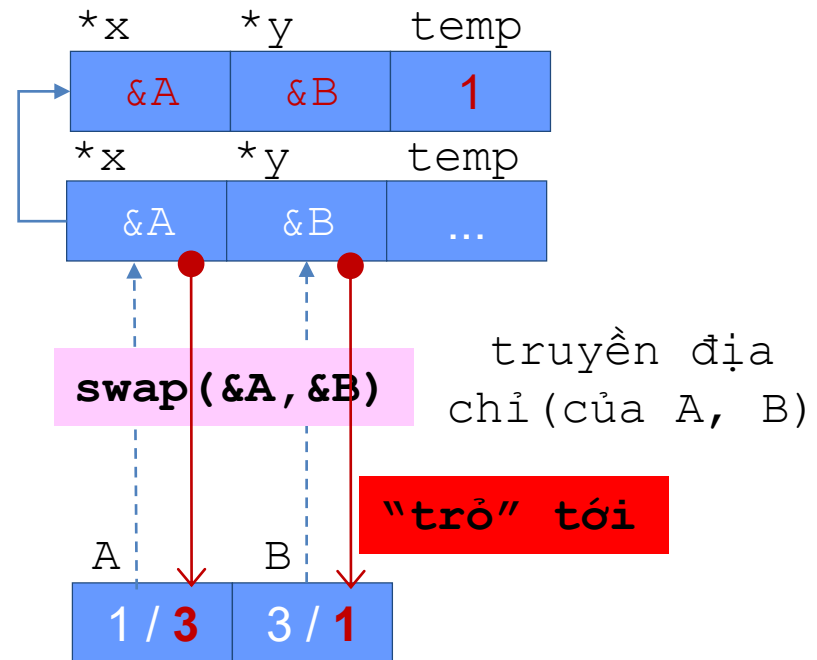 *x *y temp
&A &B 1
*x *y temp
&A &B ...
swap(&A,&B)
truyền địa
chỉ(của A, B)
“trỏ” tới
A B
1 / 3 3 / 1